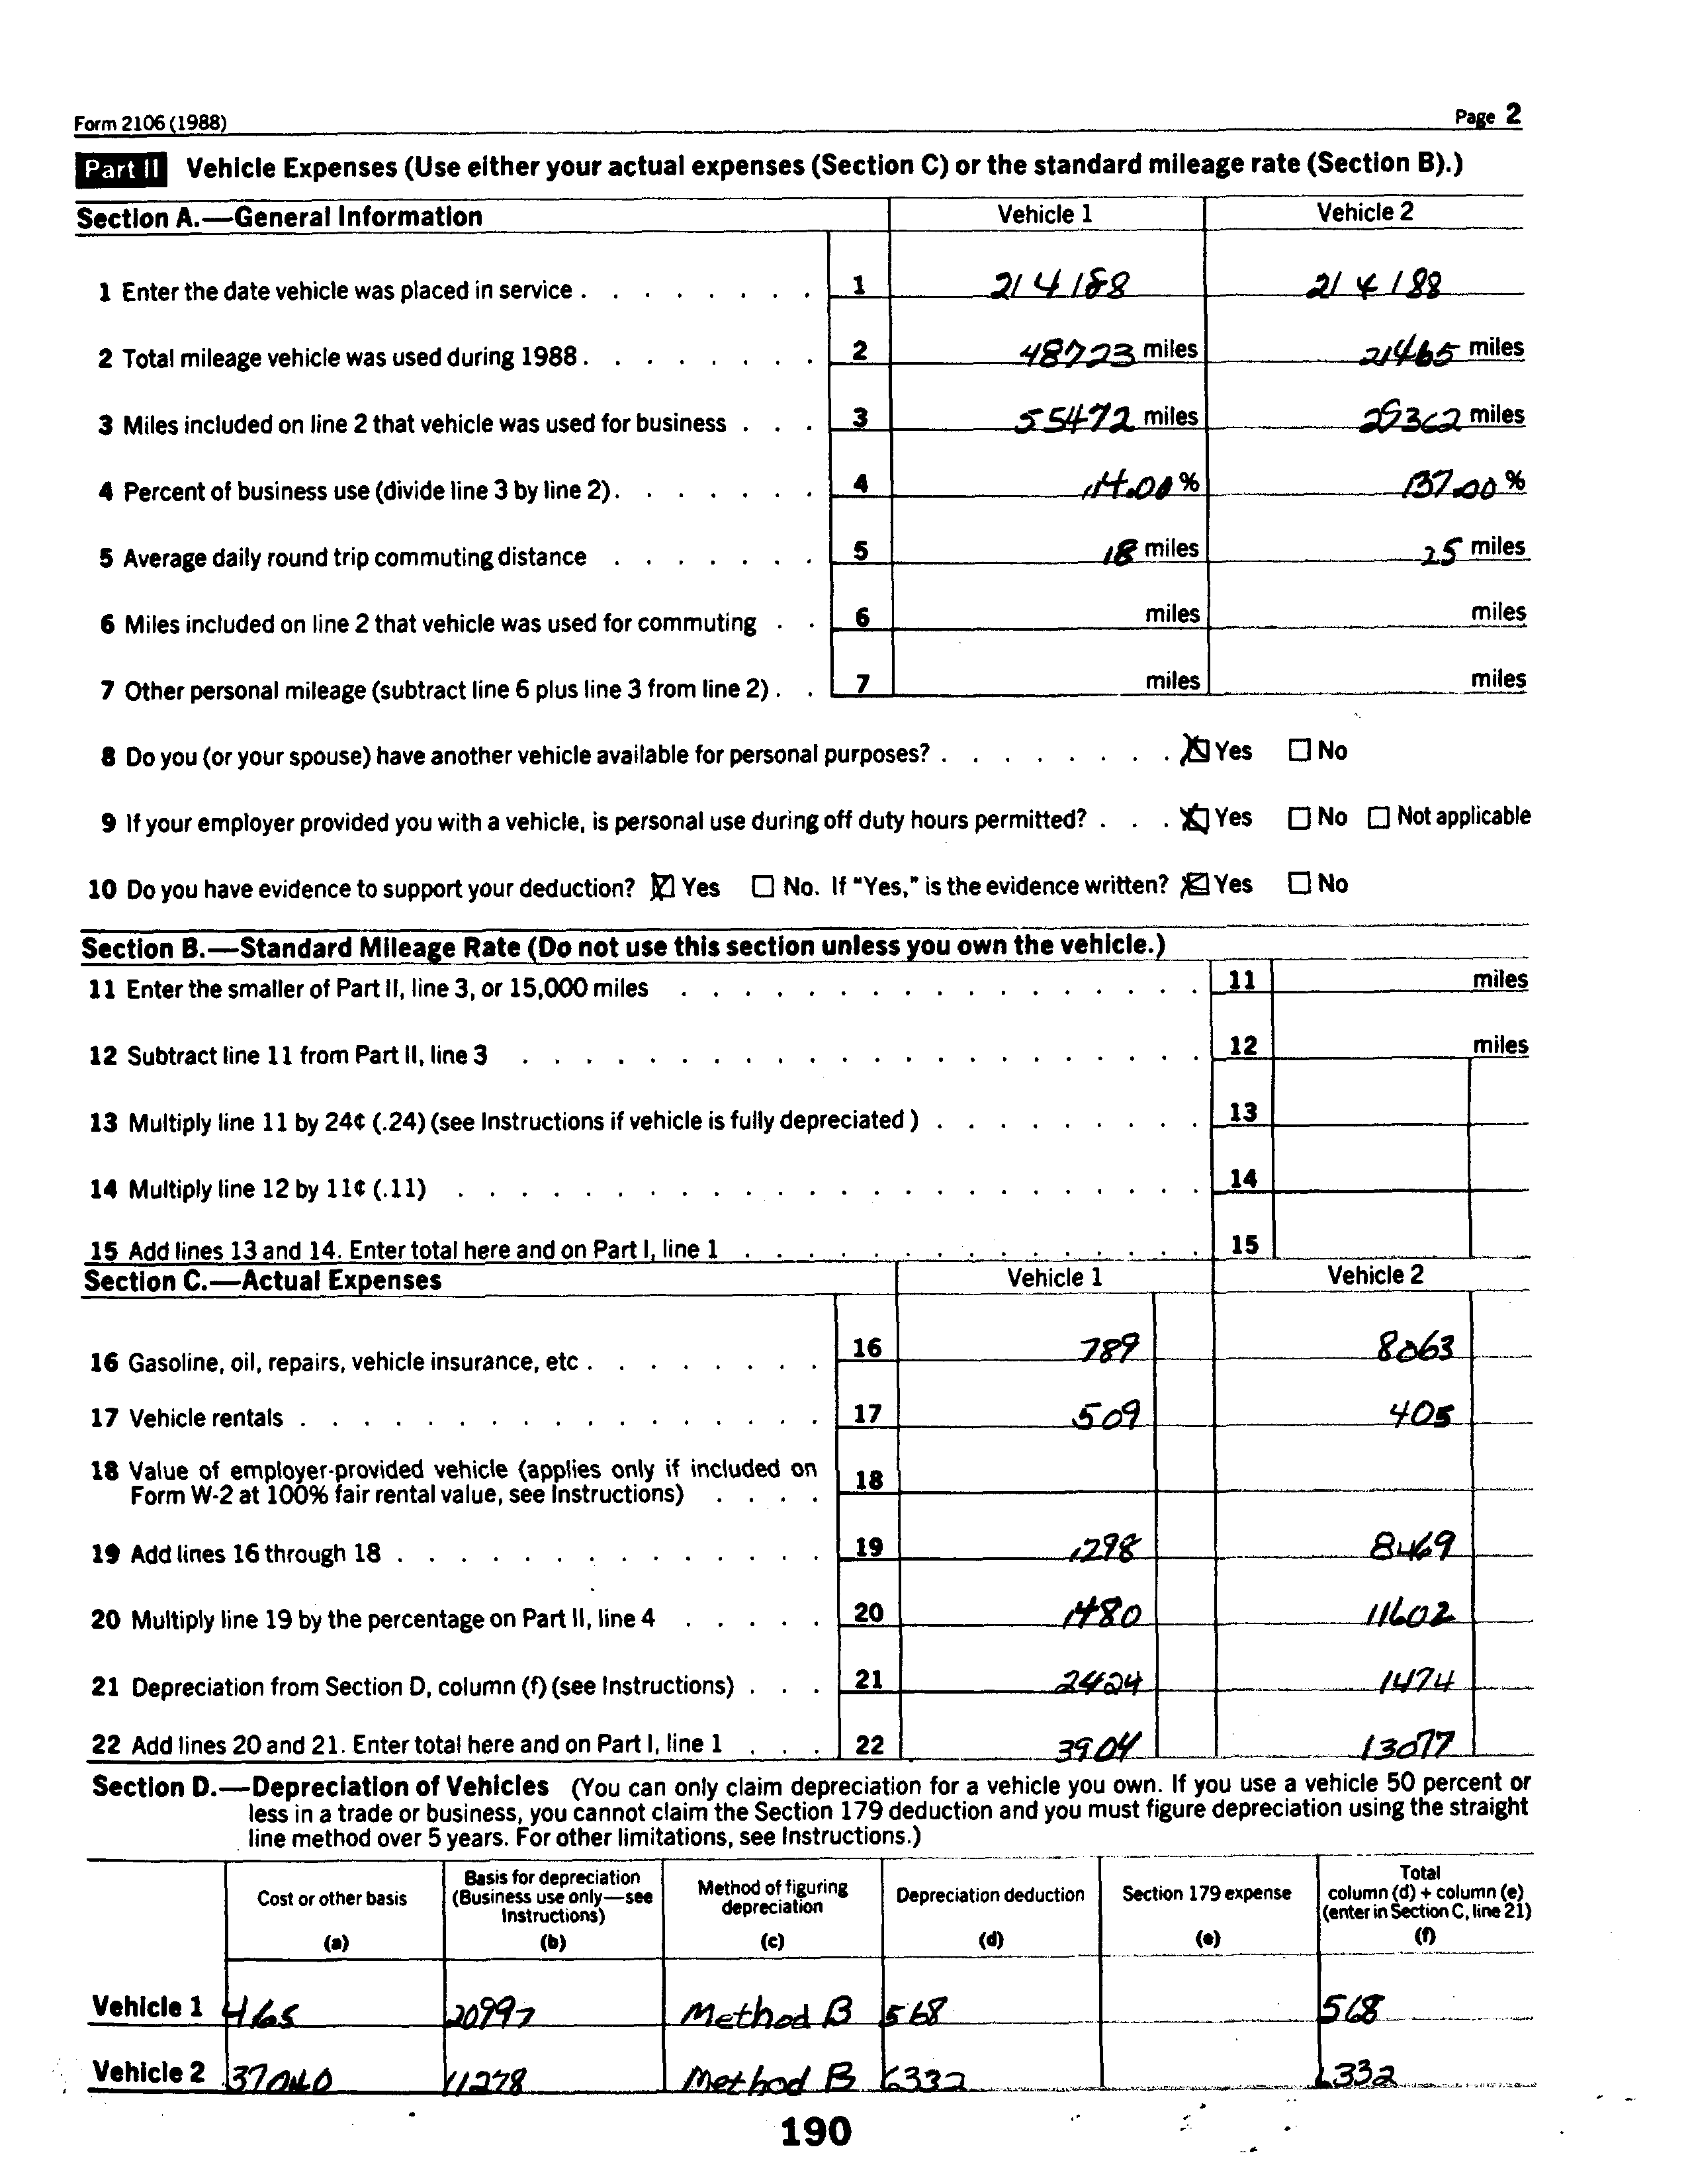 Form 2106 (1988) Page 2
Part II Vehicle Expenses (Use either your actual expenses (Section C) or the standard mileage rate (Section B).)
Section A.—General Information Vehicle 1 Vehicle 2
1 Enter the date vehicle was placed in service . . . . . . . . 1 2/ 4 /88 2/ 4 / 88
2 Total mileage vehicle was used during 1988 . . . . . . . 2 48723 miles 21465 miles
3 Miles included on line 2 that vehicle was used for business . . . 3 55472 miles 29362 miles
4 Percent of business use (divide line 3 by line 2) . . . . . . . 4 114.00 % 137.00 %
5 Average daily round trip commuting distance . . . . . . . 5 18 miles 25 miles
6 Miles included on line 2 that vehicle was used for commuting . . 6 miles miles
7 Other personal mileage (subtract line 6 plus line 3 from line 2) . . 7 miles miles
8 Do you (or your spouse) have another vehicle available for personal purposes? . . . . . . . . Yes No
9 If your employer provided you with a vehicle, is personal use during off duty hours permitted? . . . Yes No Not applicable
10 Do you have evidence to support your deduction? Yes No. If "Yes," is the evidence written? Yes No
Section B.—Standard Mileage Rate (Do not use this section unless you own the vehicle.)
11 Enter the smaller of Part II, line 3, or 15,000 miles . . . . . . . . . . . . . . . . . 11 miles
12 Subtract line 11 from Part II, line 3 . . . . . . . . . . . . . . . . . . . . . . 12 miles
13 Multiply line 11 by 24¢ (.24) (see Instructions if vehicle is fully depreciated ) . . . . . . . . . 13
14 Multiply line 12 by 11¢ (.11) . . . . . . . . . . . . . . . . . . . . . . . . 14
15 Add lines 13 and 14. Enter total here and on Part I, line 1 . . . . . . . . . . . . . . . 15
Section C.—Actual Expenses Vehicle 1 Vehicle 2
16 Gasoline, oil, repairs, vehicle insurance, etc . . . . . . . . 16 789 8063
17 Vehicle rentals . . . . . . . . . . . . . . . . . 17 509 405
18 Value of employer-provided vehicle (applies only if included on
Form W-2 at 100% fair rental value, see Instructions) . . . . 18
19 Add lines 16 through 18 . . . . . . . . . . . . . . 19 1298 8469
20 Multiply line 19 by the percentage on Part II, line 4 . . . . . 20 1480 11602
21 Depreciation from Section D, column (f) (see Instructions) . . . 21 2424 1474
22 Add lines 20 and 21. Enter total here and on Part I, line 1 . . . 22 3904 13077
Section D.—Depreciation of Vehicles (You can only claim depreciation for a vehicle you own. If you use a vehicle 50 percent or
less in a trade or business, you cannot claim the Section 179 deduction and you must figure depreciation using the straight
line method over 5 years. For other limitations, see Instructions.)
Cost or other basis (a) Basis for depreciation (Business use only—see Instructions) (b) Method of figuring depreciation (c) Depreciation deduction (d) Section 179 expense (e) Total column (d) + column (e) (enter in Section C, line 21) (f)
Vehicle 1 465 20997 Method B 568 568
Vehicle 2 37040 11278 Method B 6332 6332
190